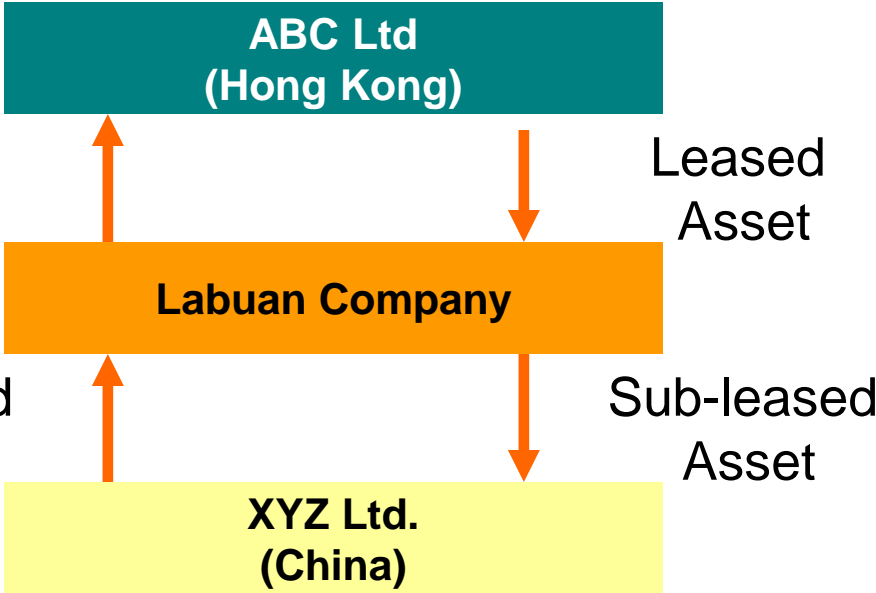 ABC Ltd
(Hong Kong)
Leased
Asset
Labuan Company
Sub-leased
Asset
XYZ Ltd.
(China)